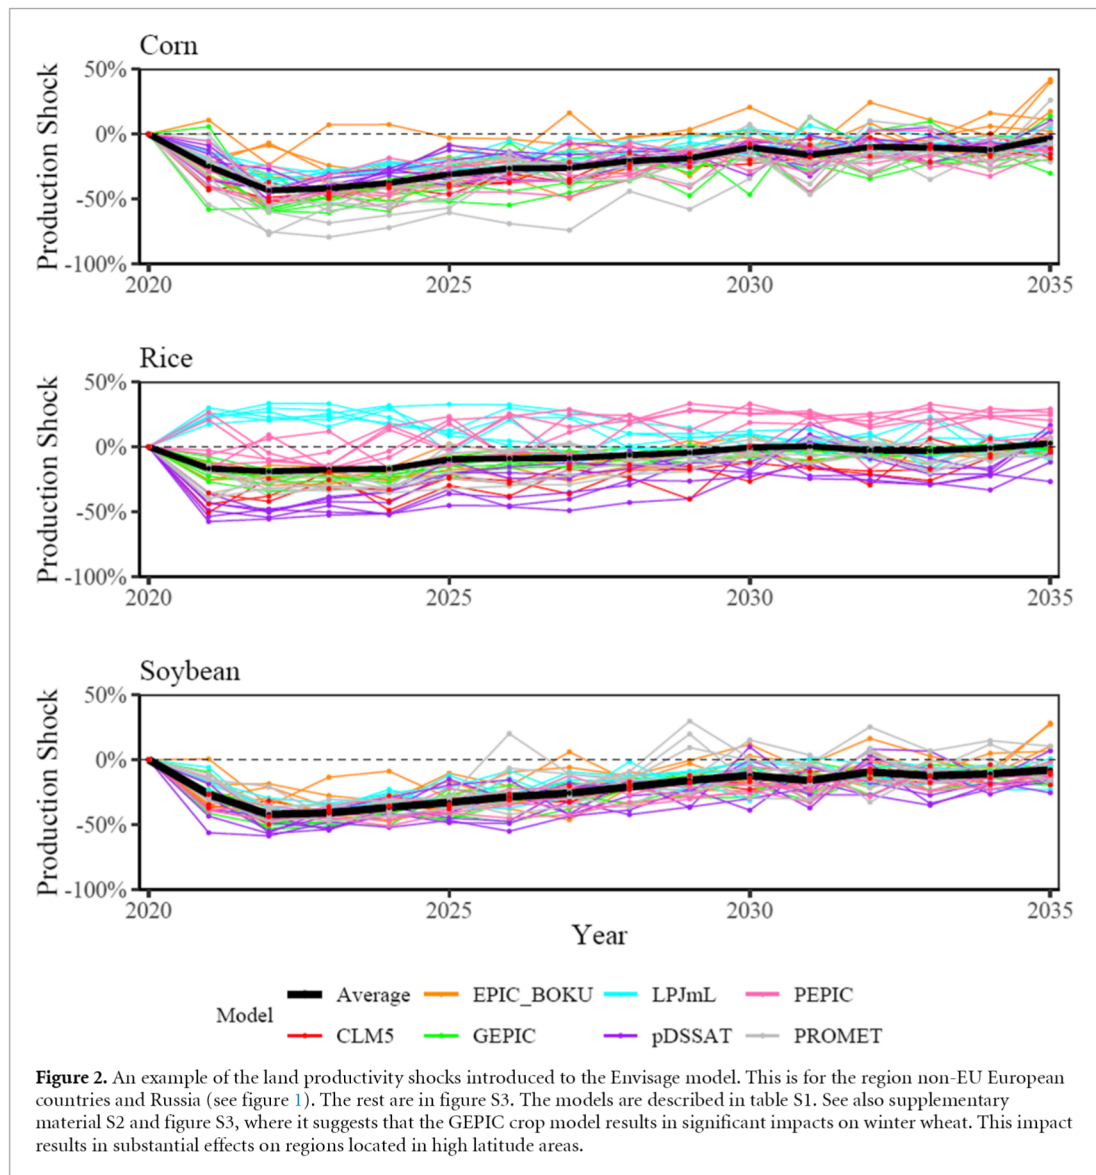 Corn
Production Shock
50%
0%
-50%
-100%
2020
2025
2030
2035
Rice
Production Shock
50%
0%
-50%
-100%
2020
2025
2030
2035
Soybean
Production Shock
50%
0%
-50%
-100%
2020
2025
2030
2035
Year
Model
Average
EPIC_BOKU
LPJmL
PEPIC
CLM5
GEPIC
pDSSAT
PROMET
Figure 2. An example of the land productivity shocks introduced to the Envisage model. This is for the region non-EU European
countries and Russia (see figure 1). The rest are in figure S3. The models are described in table S1. See also supplementary
material S2 and figure S3, where it suggests that the GEPIC crop model results in significant impacts on winter wheat. This impact
results in substantial effects on regions located in high latitude areas.